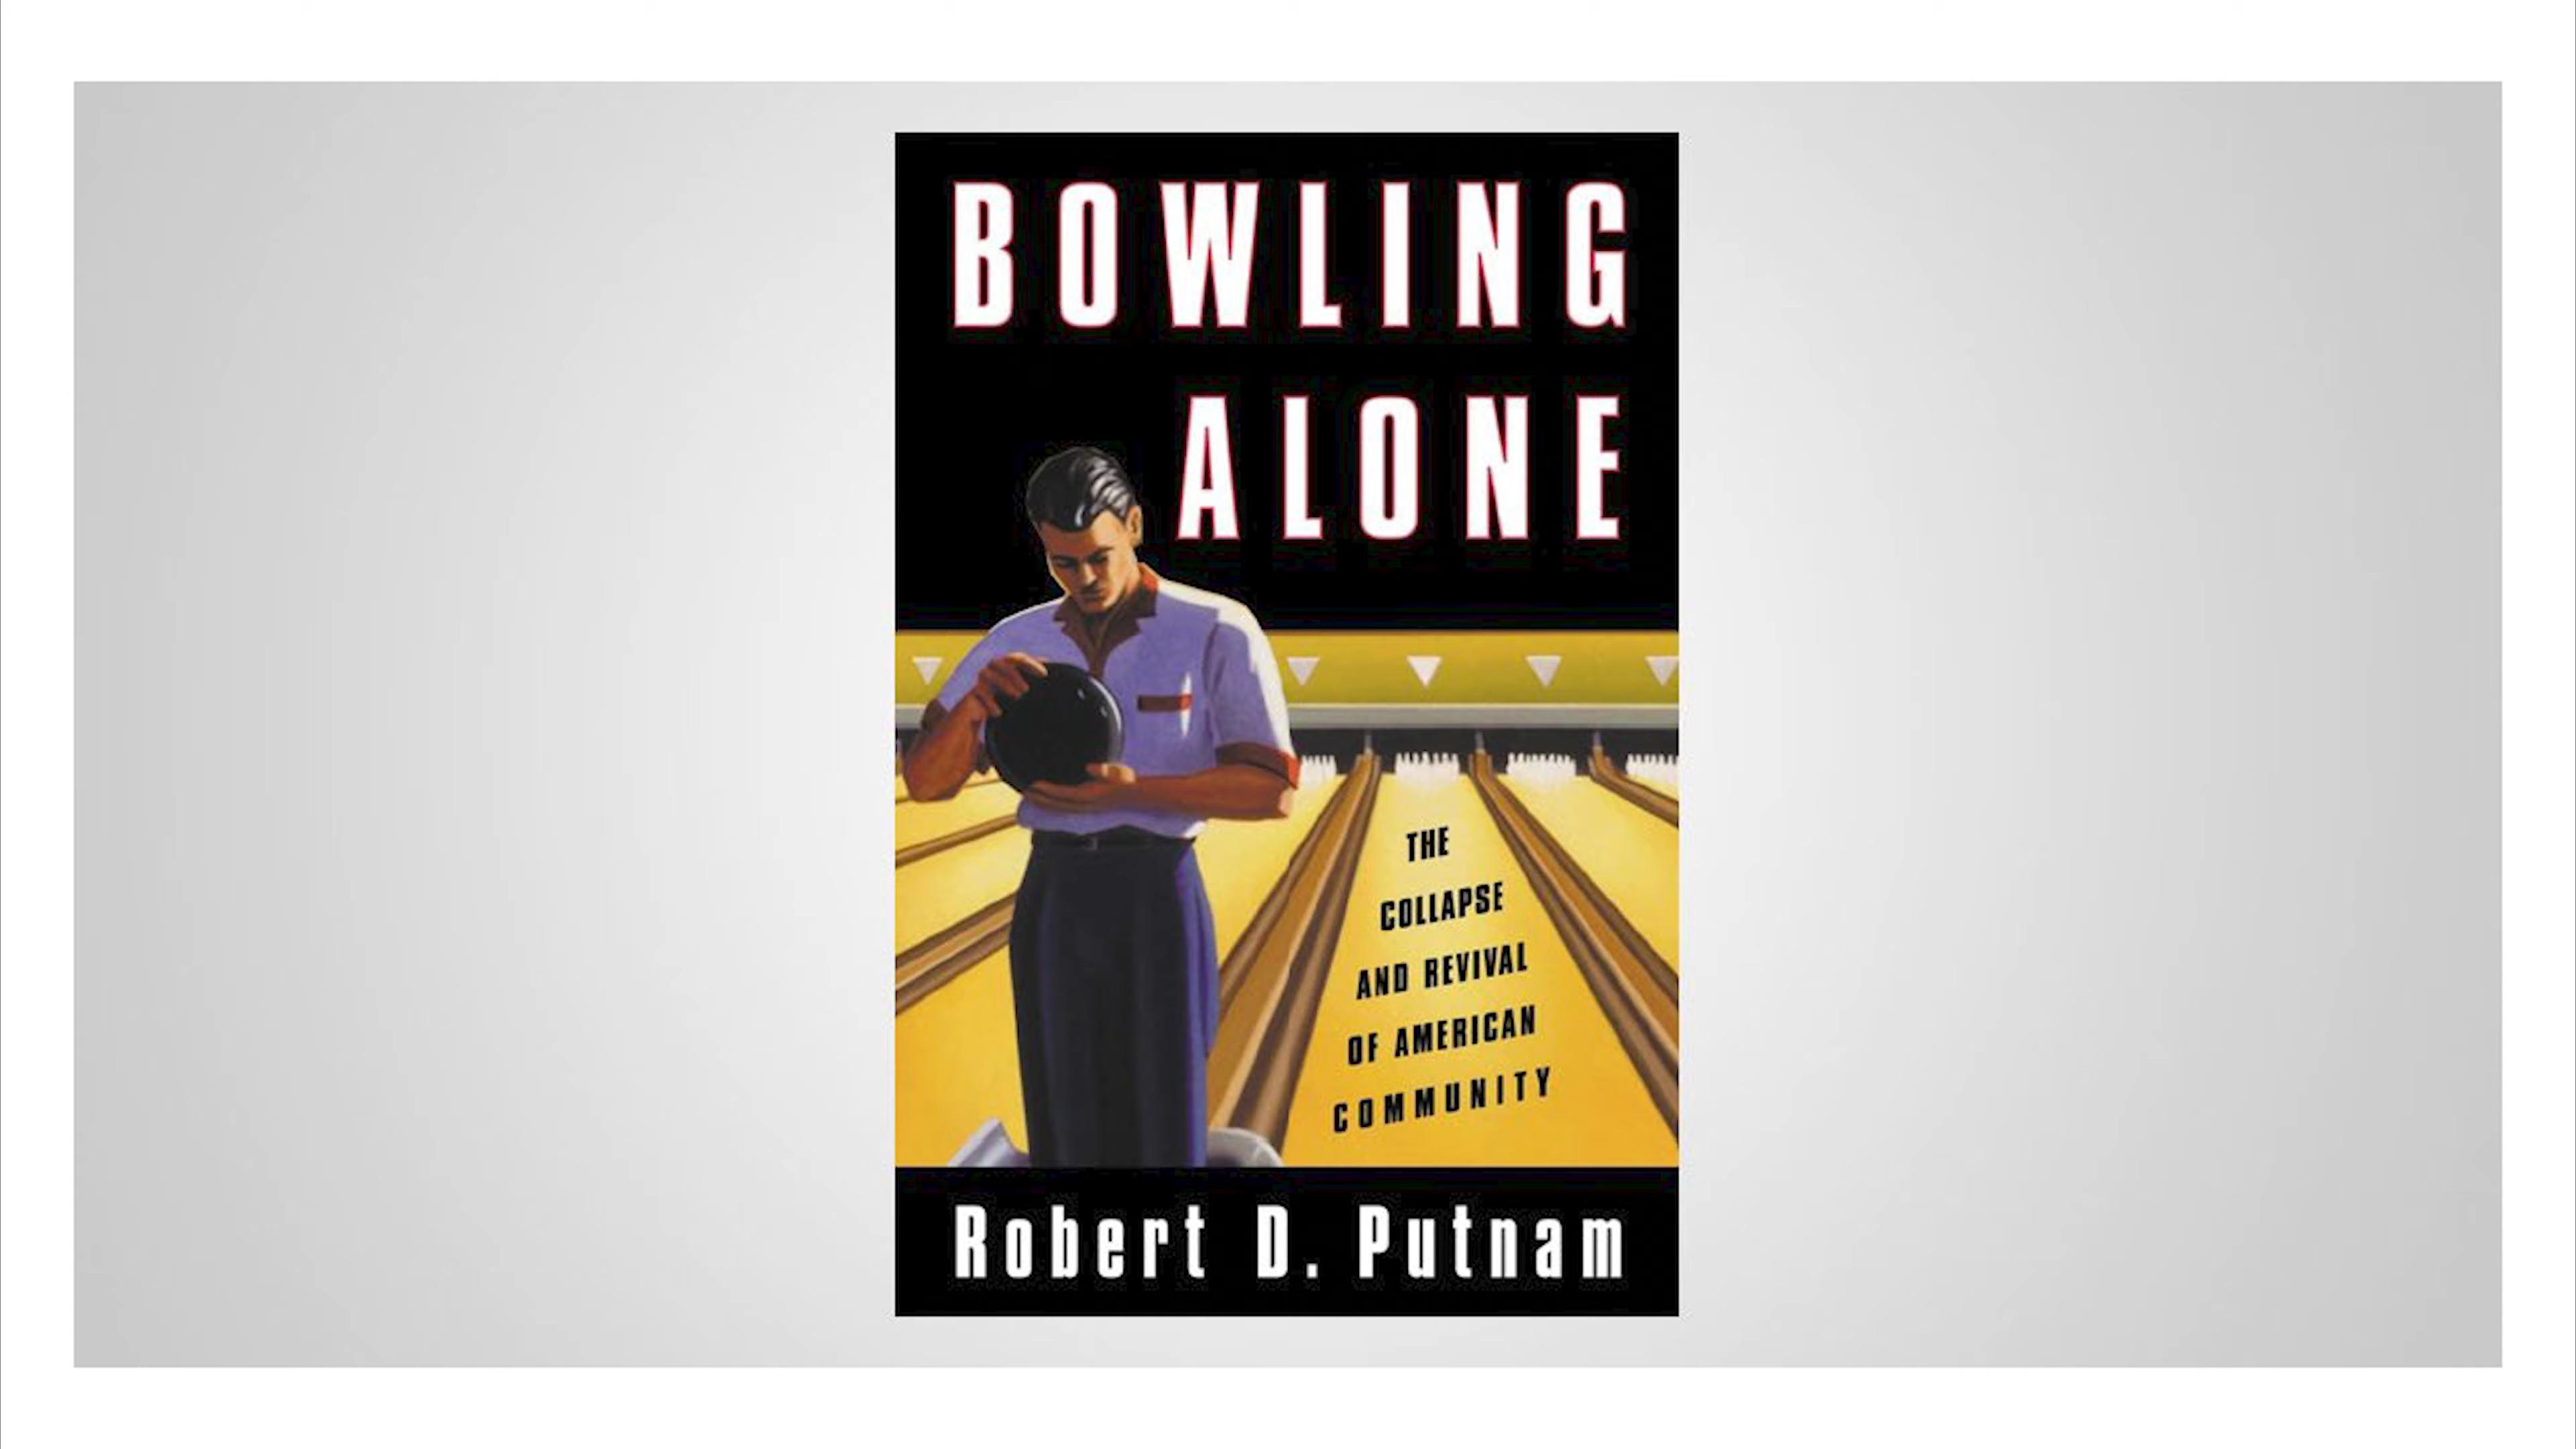 BOWLING
ALONE
THE
COLLAPSE
AND REVIVAL
OF AMERICAN
COMMUNITY
Robert D. Putnam